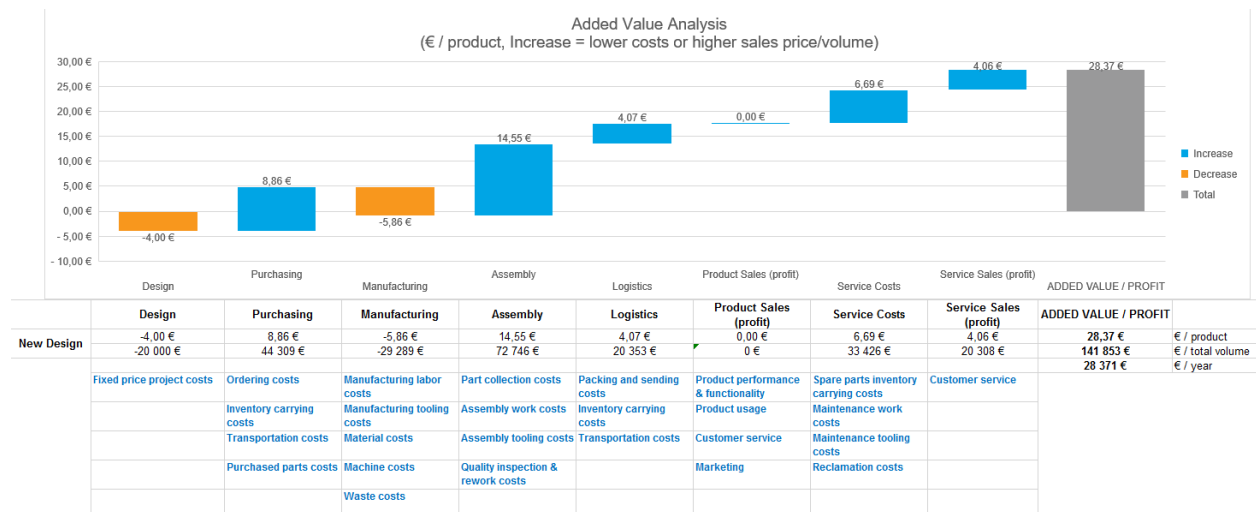 Added Value Analysis
(€ / product, Increase = lower costs or higher sales price/volume)
30,00 €
25,00 €
20,00 €
15,00 €
10,00 €
5,00 €
0,00 €
- 5,00 €
- 10,00 €
-4,00 €
8,86 €
-5,86 €
14,55 €
4,07 €
0,00 €
6,69 €
4,06 €
28,37 €
Increase
Decrease
Total
Design
Purchasing
Manufacturing
Assembly
Logistics
Product Sales (profit)
Service Costs
Service Sales (profit)
ADDED VALUE / PROFIT
Design Purchasing Manufacturing Assembly Logistics Product Sales (profit) Service Costs Service Sales (profit) ADDED VALUE / PROFIT
New Design
-4,00 € 8,86 € -5,86 € 14,55 € 4,07 € 0,00 € 6,69 € 4,06 € 28,37 € € / product
-20 000 € 44 309 € -29 289 € 72 746 € 20 353 € 0 € 33 426 € 20 308 € 141 853 € € / total volume
28 371 € € / year
Fixed price project costs Ordering costs Manufacturing labor costs Part collection costs Packing and sending costs Product performance & functionality Spare parts inventory carrying costs Customer service
Inventory carrying costs Manufacturing tooling costs Assembly work costs Inventory carrying costs Product usage Maintenance work costs
Transportation costs Material costs Assembly tooling costs Transportation costs Customer service Maintenance tooling costs
Purchased parts costs Machine costs Quality inspection & rework costs Marketing Reclamation costs
Waste costs